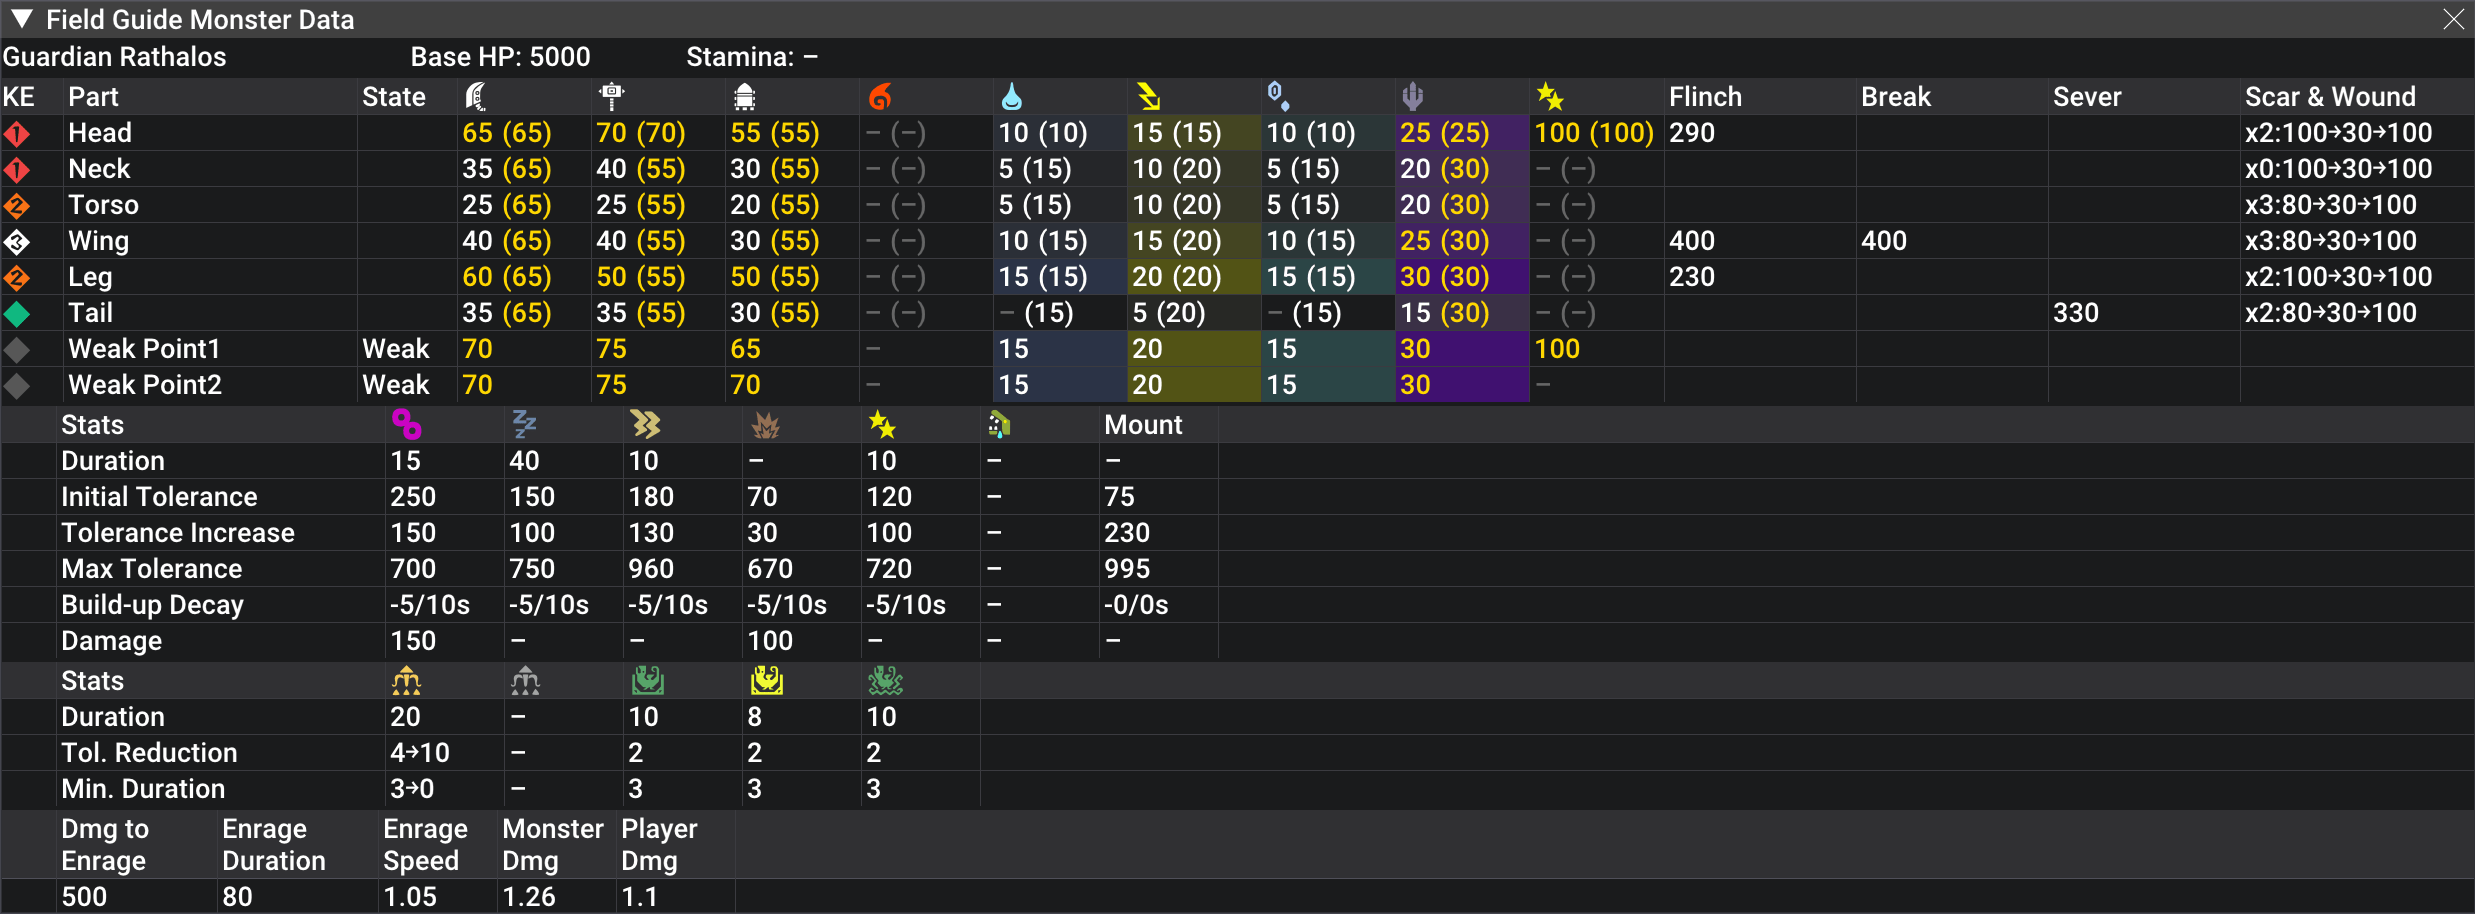 Field Guide Monster Data
Guardian Rathalos Base HP: 5000 Stamina: –
KE Part State Flinch Break Sever Scar & Wound
1 Head 65 (65) 70 (70) 55 (55) – (–) 10 (10) 15 (15) 10 (10) 25 (25) 100 (100) 290 x2:100→30→100
1 Neck 35 (65) 40 (55) 30 (55) – (–) 5 (15) 10 (20) 5 (15) 20 (30) – (–) x0:100→30→100
2 Torso 25 (65) 25 (55) 20 (55) – (–) 5 (15) 10 (20) 5 (15) 20 (30) – (–) x3:80→30→100
3 Wing 40 (65) 40 (55) 30 (55) – (–) 10 (15) 15 (20) 10 (15) 25 (30) – (–) 400 400 x3:80→30→100
2 Leg 60 (65) 50 (55) 50 (55) – (–) 15 (15) 20 (20) 15 (15) 30 (30) – (–) 230 x2:100→30→100
Tail 35 (65) 35 (55) 30 (55) – (–) – (15) 5 (20) – (15) 15 (30) – (–) 330 x2:80→30→100
Weak Point1 Weak 70 75 65 – 15 20 15 30 100
Weak Point2 Weak 70 75 70 – 15 20 15 30 –
Stats Mount
Duration 15 40 10 – 10 – –
Initial Tolerance 250 150 180 70 120 – 75
Tolerance Increase 150 100 130 30 100 – 230
Max Tolerance 700 750 960 670 720 – 995
Build-up Decay -5/10s -5/10s -5/10s -5/10s -5/10s – -0/0s
Damage 150 – – 100 – – –
Stats
Duration 20 – 10 8 10
Tol. Reduction 4→10 – 2 2 2
Min. Duration 3→0 – 3 3 3
Dmg to Enrage Enrage Duration Enrage Speed Monster Dmg Player Dmg
500 80 1.05 1.26 1.1